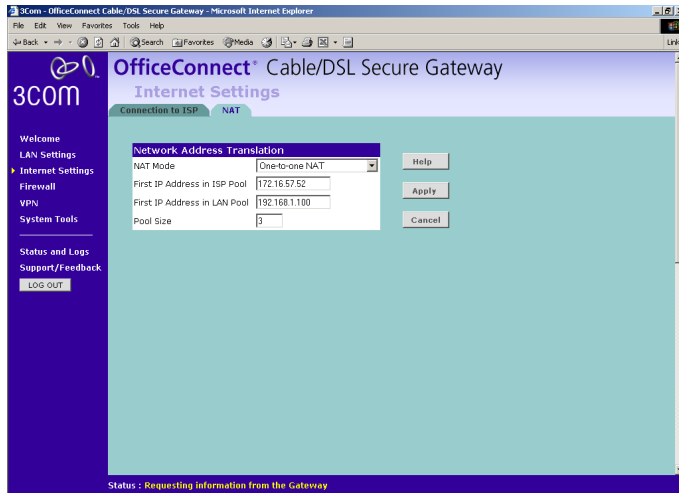 3Com - OfficeConnect Cable/DSL Secure Gateway - Microsoft Internet Explorer
File Edit View Favorites Tools Help
Back Search Favorites Media
3COM
OfficeConnect® Cable/DSL Secure Gateway
Internet Settings
Connection to ISP NAT
Welcome
LAN Settings
Internet Settings
Firewall
VPN
System Tools
Status and Logs
Support/Feedback
LOG OUT
Network Address Translation
NAT Mode One-to-one NAT
First IP Address in ISP Pool 172.16.57.52
First IP Address in LAN Pool 192.168.1.100
Pool Size 3
Help
Apply
Cancel
Status : Requesting information from the Gateway